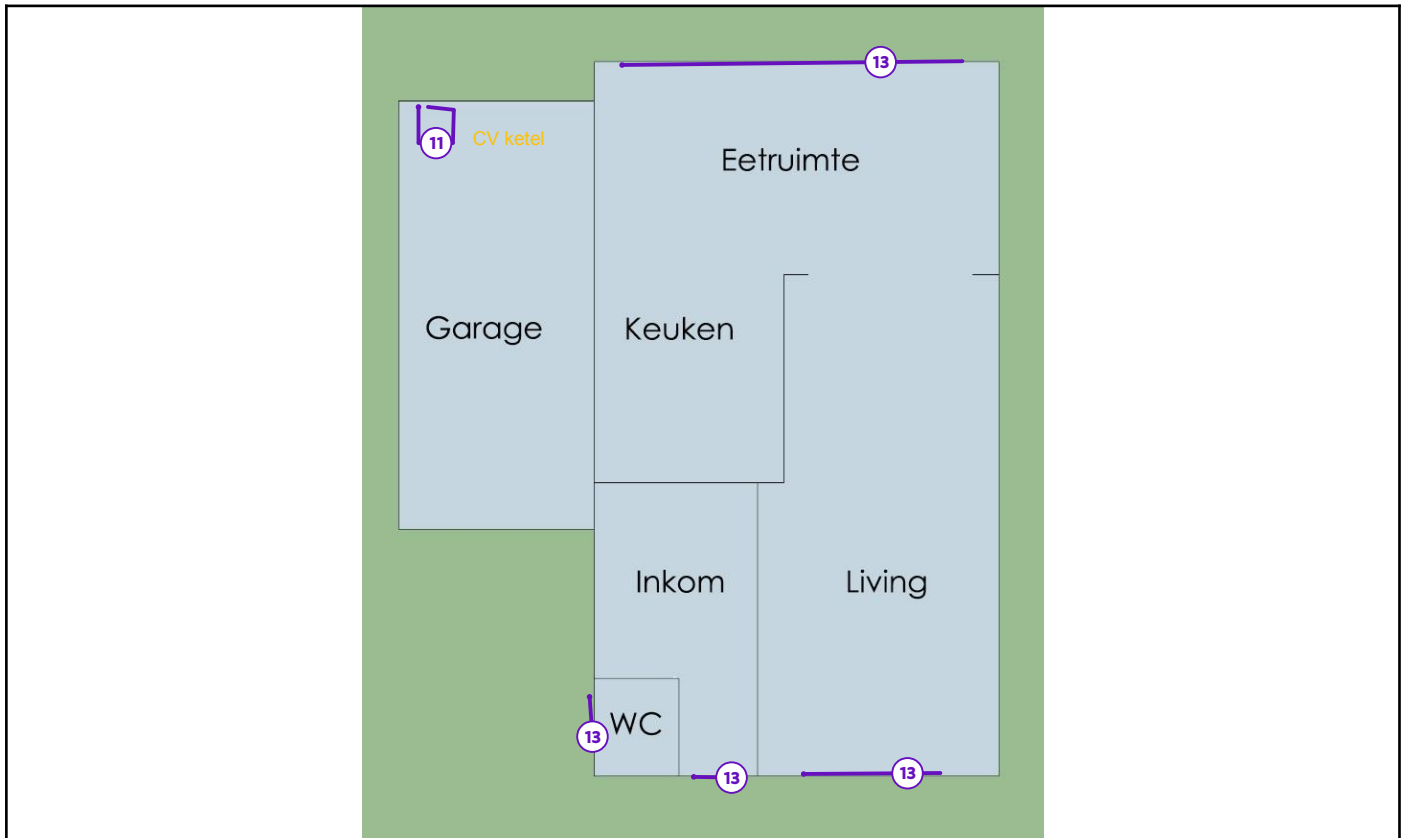 13
11
CV ketel
Eetruimte
Garage
Keuken
Inkom
Living
WC
13
13
13